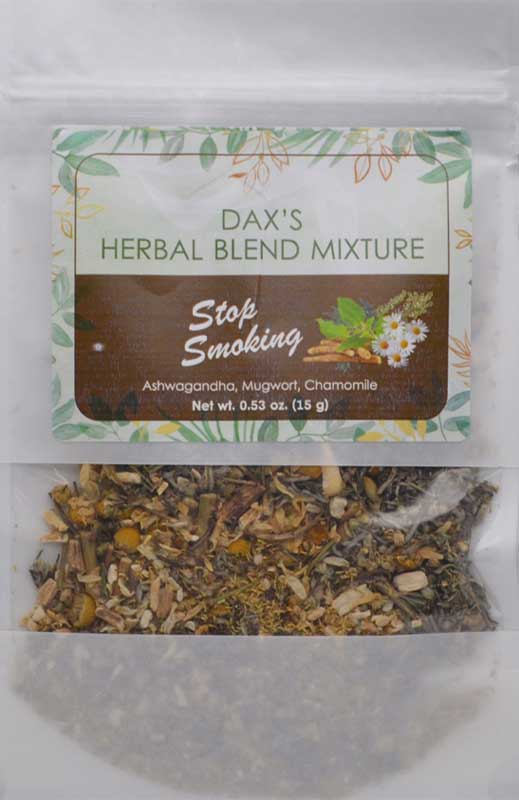 DAX'S
HERBAL BLEND MIXTURE
Stop
Smoking
Ashwagandha, Mugwort, Chamomile
Net wt. 0.53 oz. (15 g)